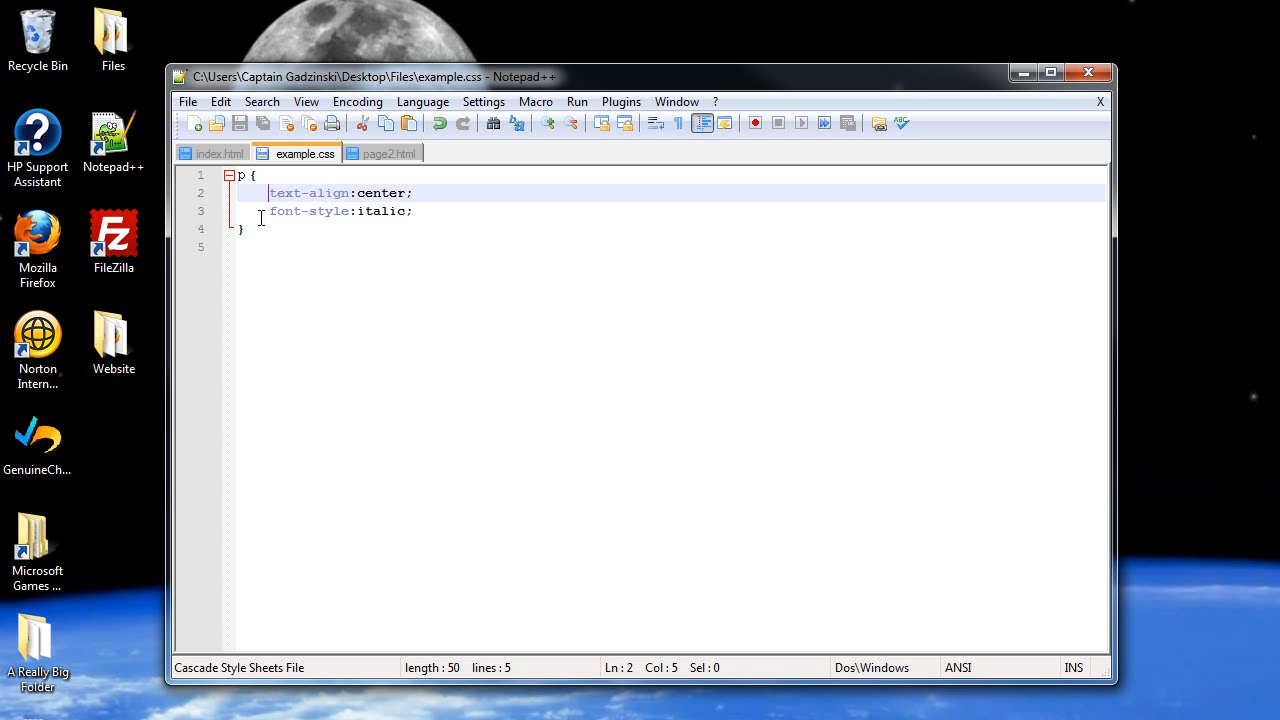 Recycle Bin
Files
HP Support
Assistant
Notepad++
Mozilla
Firefox
FileZilla
Norton
Intern...
Website
GenuineCh...
Microsoft
Games ...
A Really Big
Folder
C:\Users\Captain Gadzinski\Desktop\Files\example.css - Notepad++
File Edit Search View Encoding Language Settings Macro Run Plugins Window ? X
index.html example.css page2.html
1 p {
2 text-align:center;
3 font-style:italic;
4 }
5
Cascade Style Sheets File length : 50 lines : 5 Ln : 2 Col : 5 Sel : 0 Dos\Windows ANSI INS